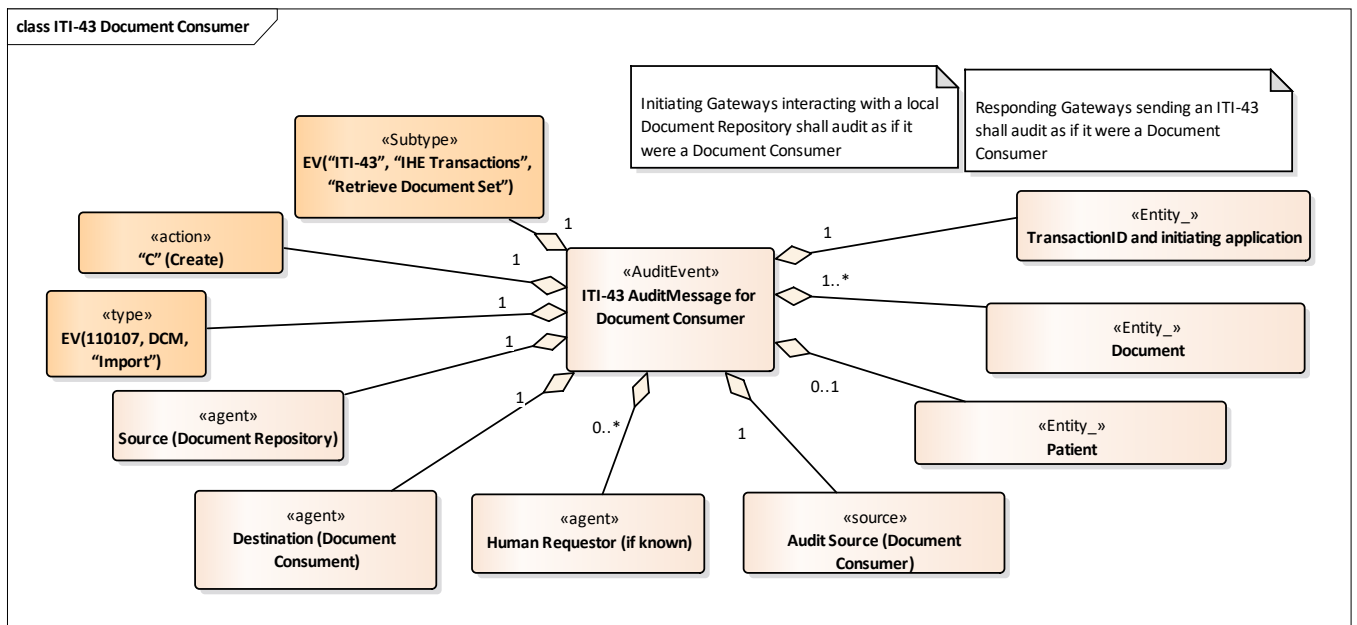 class ITI-43 Document Consumer
Initiating Gateways interacting with a local
Document Repository shall audit as if it
were a Document Consumer
Responding Gateways sending an ITI-43
shall audit as if it were a Document
Consumer
«Subtype»
EV(“ITI-43”, “IHE Transactions”,
“Retrieve Document Set”)
1
«action»
“C” (Create)
1
«type»
EV(110107, DCM,
“Import”)
1
«agent»
Source (Document Repository)
1
«AuditEvent»
ITI-43 AuditMessage for
Document Consumer
«Entity_»
TransactionID and initiating application
1
«Entity_»
Document
1..*
«Entity_»
Patient
0..1
«agent»
Destination (Document
Consument)
1
«agent»
Human Requestor (if known)
0..*
«source»
Audit Source (Document
Consumer)
1